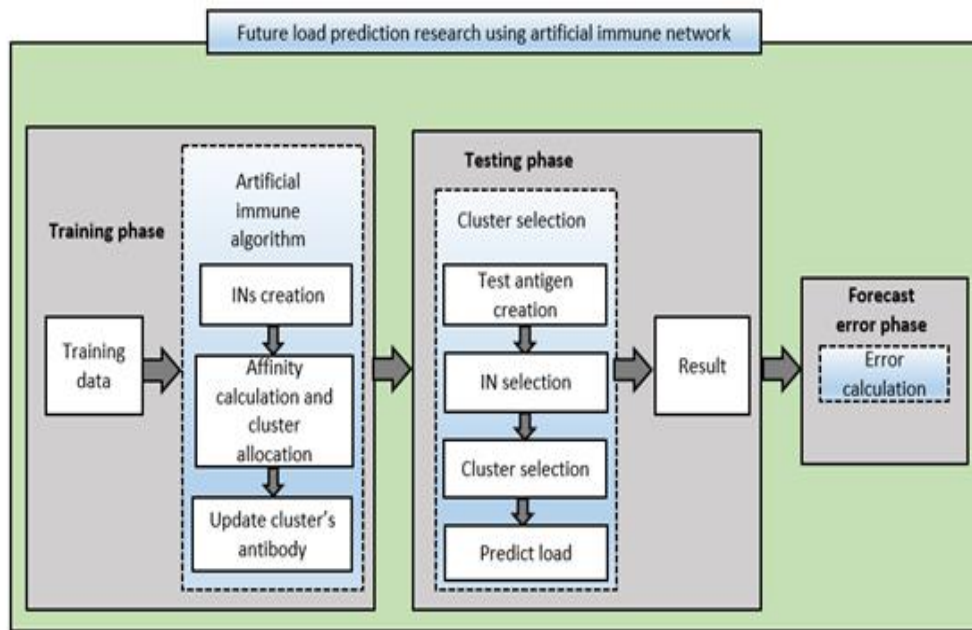 Future load prediction research using artificial immune network
Training phase
Training
data
Artificial
immune
algorithm
INs creation
Affinity
calculation and
cluster
allocation
Update cluster's
antibody
Testing phase
Cluster selection
Test antigen
creation
IN selection
Cluster selection
Predict load
Result
Forecast
error phase
Error
calculation